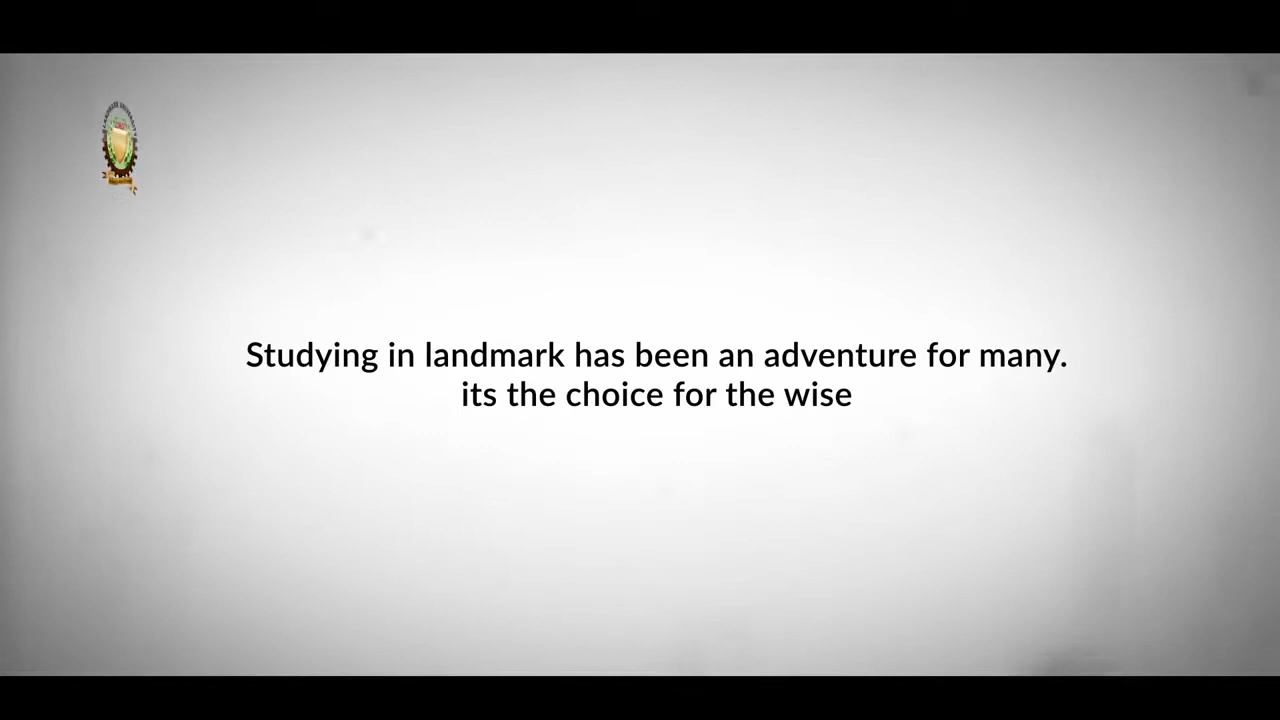 Studying in landmark has been an adventure for many.
its the choice for the wise